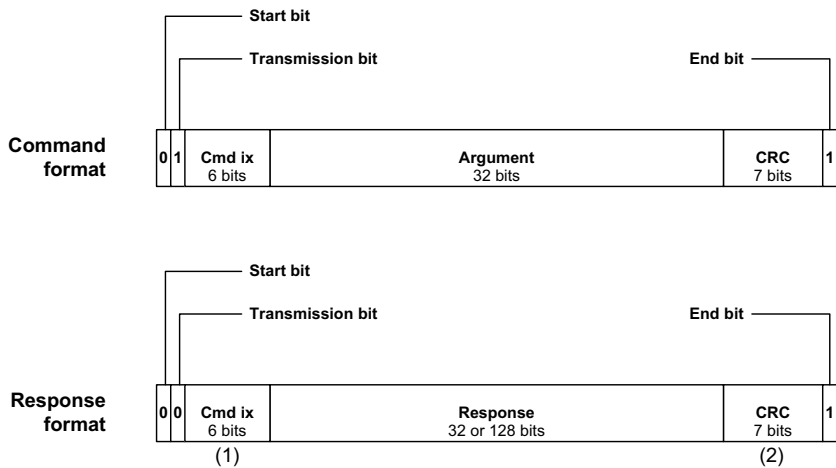 Start bit
Transmission bit
End bit
Command
format
0 1 Cmd ix Argument CRC 1
6 bits 32 bits 7 bits
Start bit
Transmission bit
End bit
Response
format
0 0 Cmd ix Response CRC 1
6 bits 32 or 128 bits 7 bits
(1) (2)